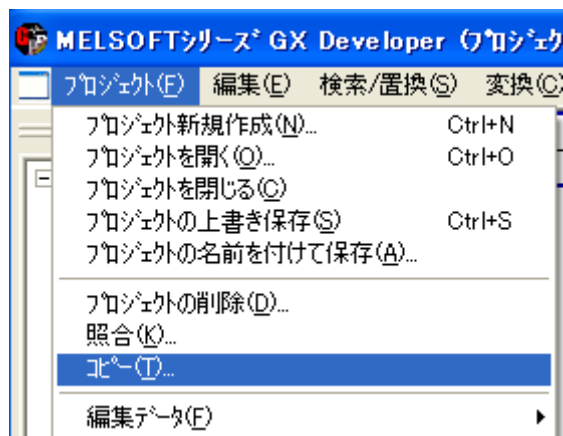 MELSOFTｼﾘｰｽﾞ GX Developer (ﾌﾟﾛｼﾞｪｸ
ﾌﾟﾛｼﾞｪｸﾄ(F) 編集(E) 検索/置換(S) 変換(C)
ﾌﾟﾛｼﾞｪｸﾄ新規作成(N)... Ctrl+N
ﾌﾟﾛｼﾞｪｸﾄを開く(O)... Ctrl+O
ﾌﾟﾛｼﾞｪｸﾄを閉じる(C)
ﾌﾟﾛｼﾞｪｸﾄの上書き保存(S) Ctrl+S
ﾌﾟﾛｼﾞｪｸﾄの名前を付けて保存(A)...
ﾌﾟﾛｼﾞｪｸﾄの削除(D)...
照合(K)...
ｺﾋﾟｰ(T)...
編集ﾃﾞｰﾀ(F)